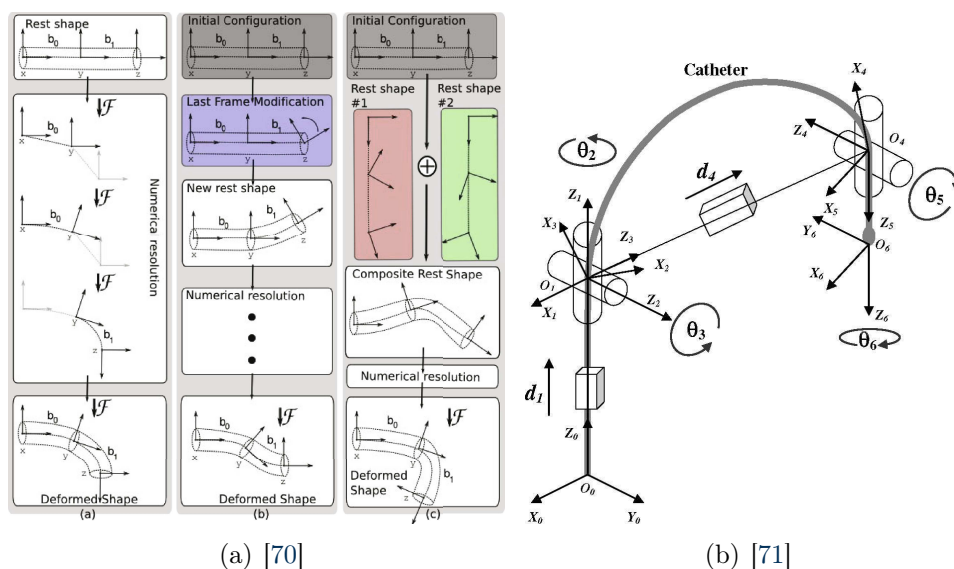 Rest shape
b0 b1
x y z
↓F
b0
x y
↓F
b0
x y z
↓F
x y
b1
z
Numerica resolution
↓F
b0
b1
x y z
Deformed Shape
(a)
Initial Configuration
b0 b1
x y z
Last Frame Modification
b0 b1
x y z
New rest shape
b0 b1
x y z
Numerical resolution
↓F
b0
b1
x y z
Deformed Shape
(b)
Initial Configuration
b0 b1
x y z
Rest shape
#1
Rest shape
#2
Composite Rest Shape
Numerical resolution
↓F
b0
x y
b1
z
Deformed
Shape
(c)
Catheter
X4
Z4
O4
θ2
d4
θ5
Z1
X5
X3
Z3
Z5
Y6
O6
X2
O1
X6
X1
Z2
θ3
Z6
θ6
d1
Z0
O0
X0
Y0
(a) [70]
(b) [71]